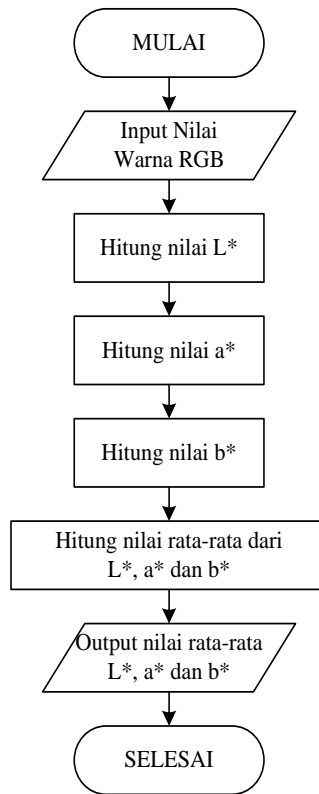 MULAI
Input Nilai
Warna RGB
Hitung nilai L*
Hitung nilai a*
Hitung nilai b*
Hitung nilai rata-rata dari
L*, a* dan b*
Output nilai rata-rata
L*, a* dan b*
SELESAI